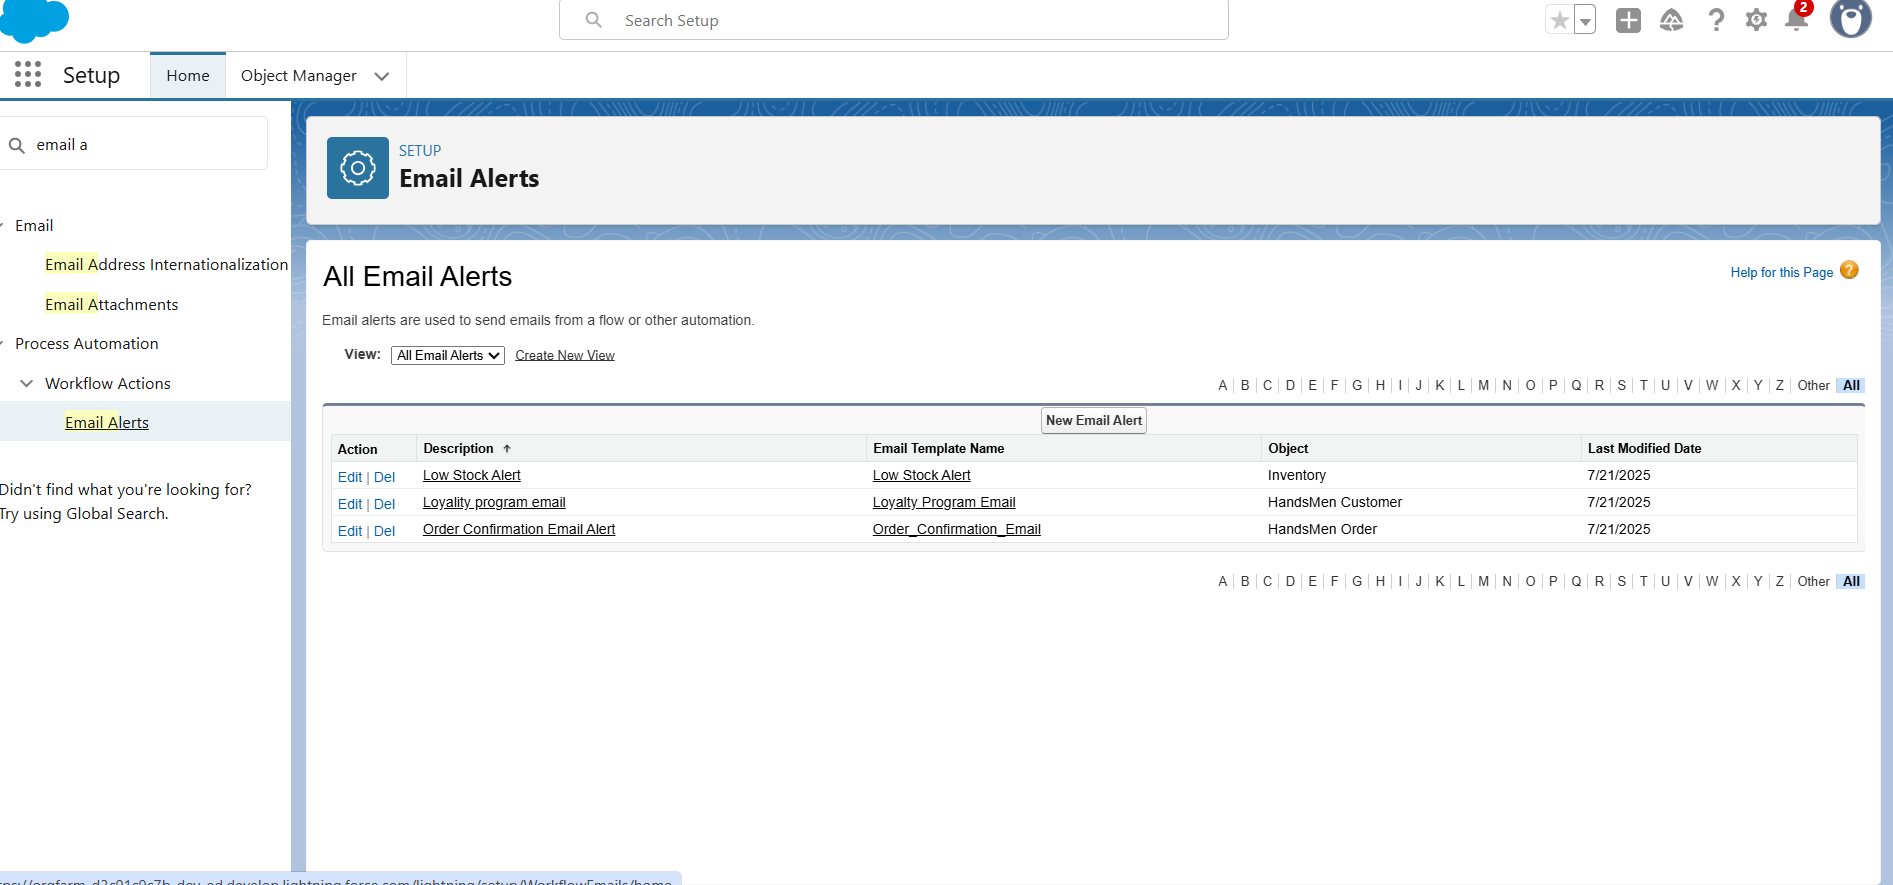 Search Setup
2
Setup
Home
Object Manager
email a
Email
Email Address Internationalization
Email Attachments
Process Automation
Workflow Actions
Email Alerts
Didn't find what you're looking for?
Try using Global Search.
SETUP
Email Alerts
All Email Alerts
Help for this Page ?
Email alerts are used to send emails from a flow or other automation.
View: All Email Alerts Create New View
A | B | C | D | E | F | G | H | I | J | K | L | M | N | O | P | Q | R | S | T | U | V | W | X | Y | Z | Other | All
New Email Alert
Action Description Email Template Name Object Last Modified Date
Edit | Del Low Stock Alert Low Stock Alert Inventory 7/21/2025
Edit | Del Loyality program email Loyalty Program Email HandsMen Customer 7/21/2025
Edit | Del Order Confirmation Email Alert Order_Confirmation_Email HandsMen Order 7/21/2025
A | B | C | D | E | F | G | H | I | J | K | L | M | N | O | P | Q | R | S | T | U | V | W | X | Y | Z | Other | All